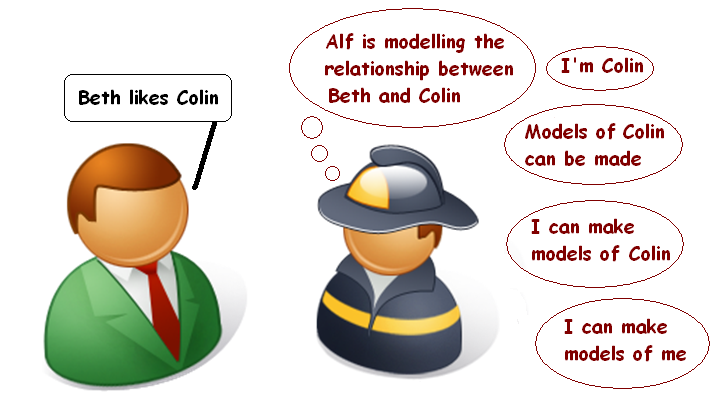 Beth likes Colin
Alf is modelling the
relationship between
Beth and Colin
I'm Colin
Models of Colin
can be made
I can make
models of Colin
I can make
models of me